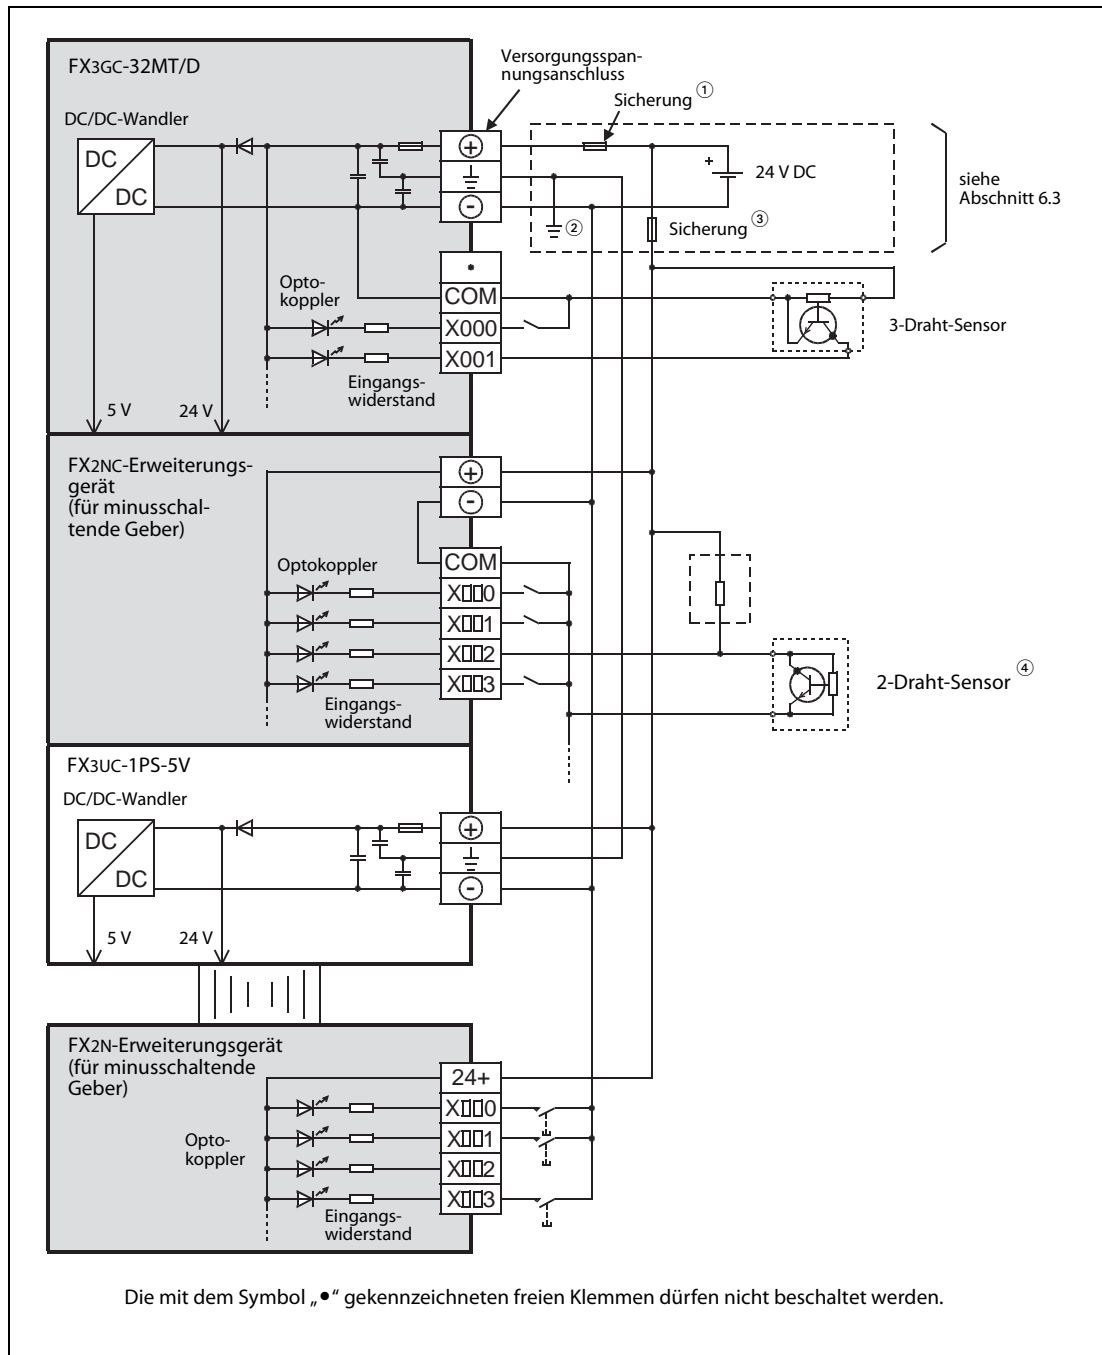 FX3GC-32MT/D
Versorgungsspan-
nungsanschluss
Sicherung ①
DC/DC-Wandler
DC
DC
+
-
+
24 V DC
siehe
Abschnitt 6.3
②
Sicherung ③
•
COM
X000
X001
Opto-
koppler
3-Draht-Sensor
Eingangs-
widerstand
5 V
24 V
FX2NC-Erweiterungs-
gerät
(für minusschal-
tende Geber)
+
-
COM
Optokoppler
X▯▯0
X▯▯1
X▯▯2
X▯▯3
Eingangs-
widerstand
2-Draht-Sensor ④
FX3UC-1PS-5V
DC/DC-Wandler
DC
DC
+
-
5 V
24 V
FX2N-Erweiterungsgerät
(für minusschaltende
Geber)
24+
X▯▯0
X▯▯1
X▯▯2
X▯▯3
Opto-
koppler
Eingangs-
widerstand
Die mit dem Symbol „•“ gekennzeichneten freien Klemmen dürfen nicht beschaltet werden.